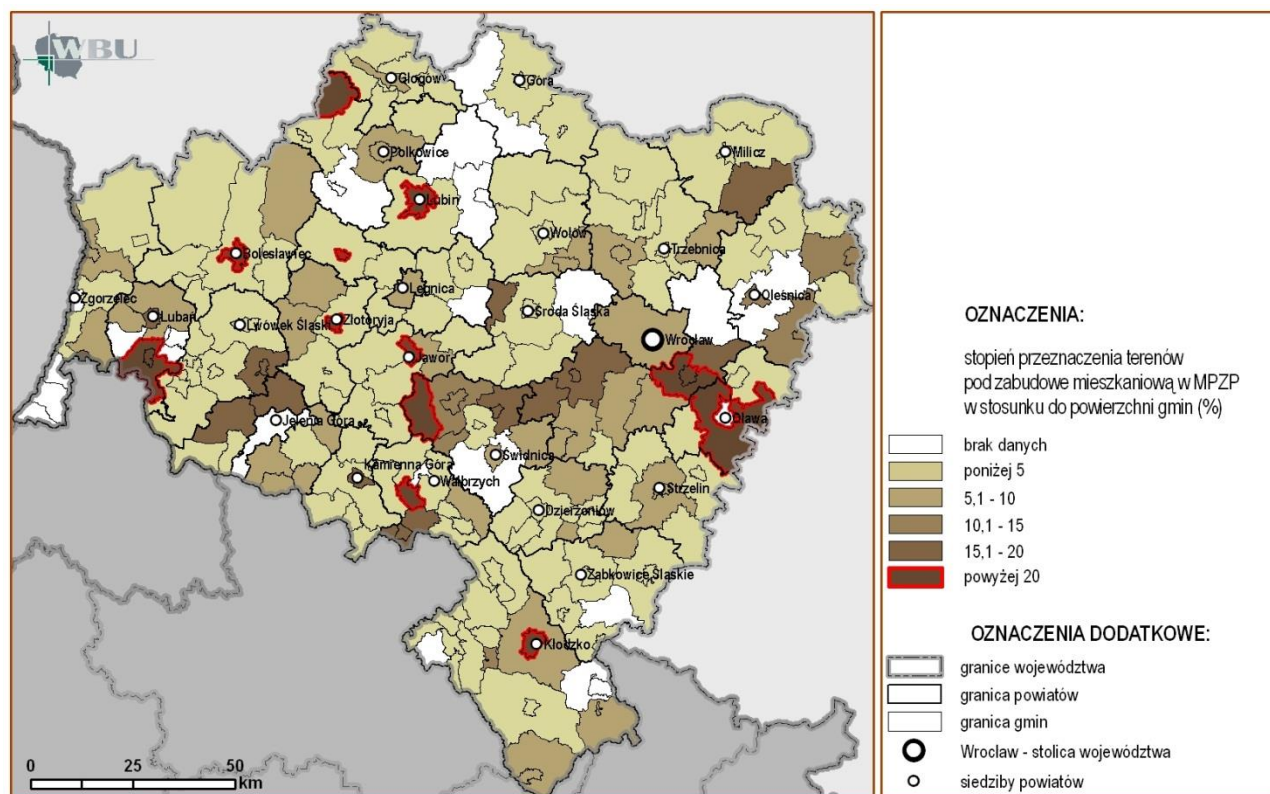 WBU
Głogów
Góra
Polkowice
Milicz
Lubin
Wołów
Trzebnica
Bolesławiec
Zgorzelec
Lubań
Lwówek Śląski
Złotoryja
Legnica
Środa Śląska
Oleśnica
Wrocław
Jawor
Jelenia Góra
Oława
Kamienna Góra
Wałbrzych
Świdnica
Strzelin
Dzierżoniów
Ząbkowice Śląskie
Kłodzko
0 25 50
km
OZNACZENIA:
stopień przeznaczenia terenów
pod zabudowe mieszkaniową w MPZP
w stosunku do powierzchni gmin (%)
brak danych
poniżej 5
5,1 - 10
10,1 - 15
15,1 - 20
powyżej 20
OZNACZENIA DODATKOWE:
granice województwa
granica powiatów
granica gmin
Wrocław - stolica województwa
siedziby powiatów